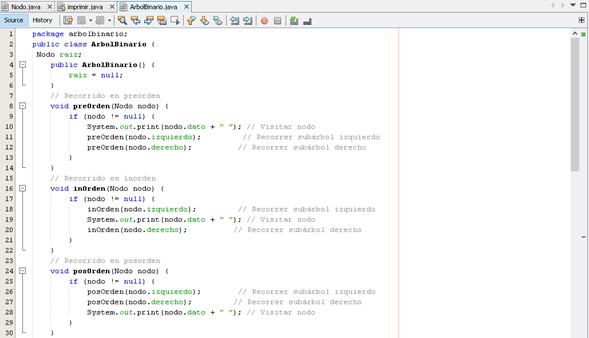 Nodo.java imprimir.java ArbolBinario.java
Source History
1 package arbolbinario;
2 public class ArbolBinario {
3 Nodo raiz;
4 public ArbolBinario() {
5 raiz = null;
6 }
7 // Recorrido en preorden
8 void preOrden(Nodo nodo) {
9 if (nodo != null) {
10 System.out.print(nodo.dato + " "); // Visitar nodo
11 preOrden(nodo.izquierdo); // Recorrer subárbol izquierdo
12 preOrden(nodo.derecho); // Recorrer subárbol derecho
13 }
14 }
15 // Recorrido en inorden
16 void inOrden(Nodo nodo) {
17 if (nodo != null) {
18 inOrden(nodo.izquierdo); // Recorrer subárbol izquierdo
19 System.out.print(nodo.dato + " "); // Visitar nodo
20 inOrden(nodo.derecho); // Recorrer subárbol derecho
21 }
22 }
23 // Recorrido en posorden
24 void posOrden(Nodo nodo) {
25 if (nodo != null) {
26 posOrden(nodo.izquierdo); // Recorrer subárbol izquierdo
27 posOrden(nodo.derecho); // Recorrer subárbol derecho
28 System.out.print(nodo.dato + " "); // Visitar nodo
29 }
30 }